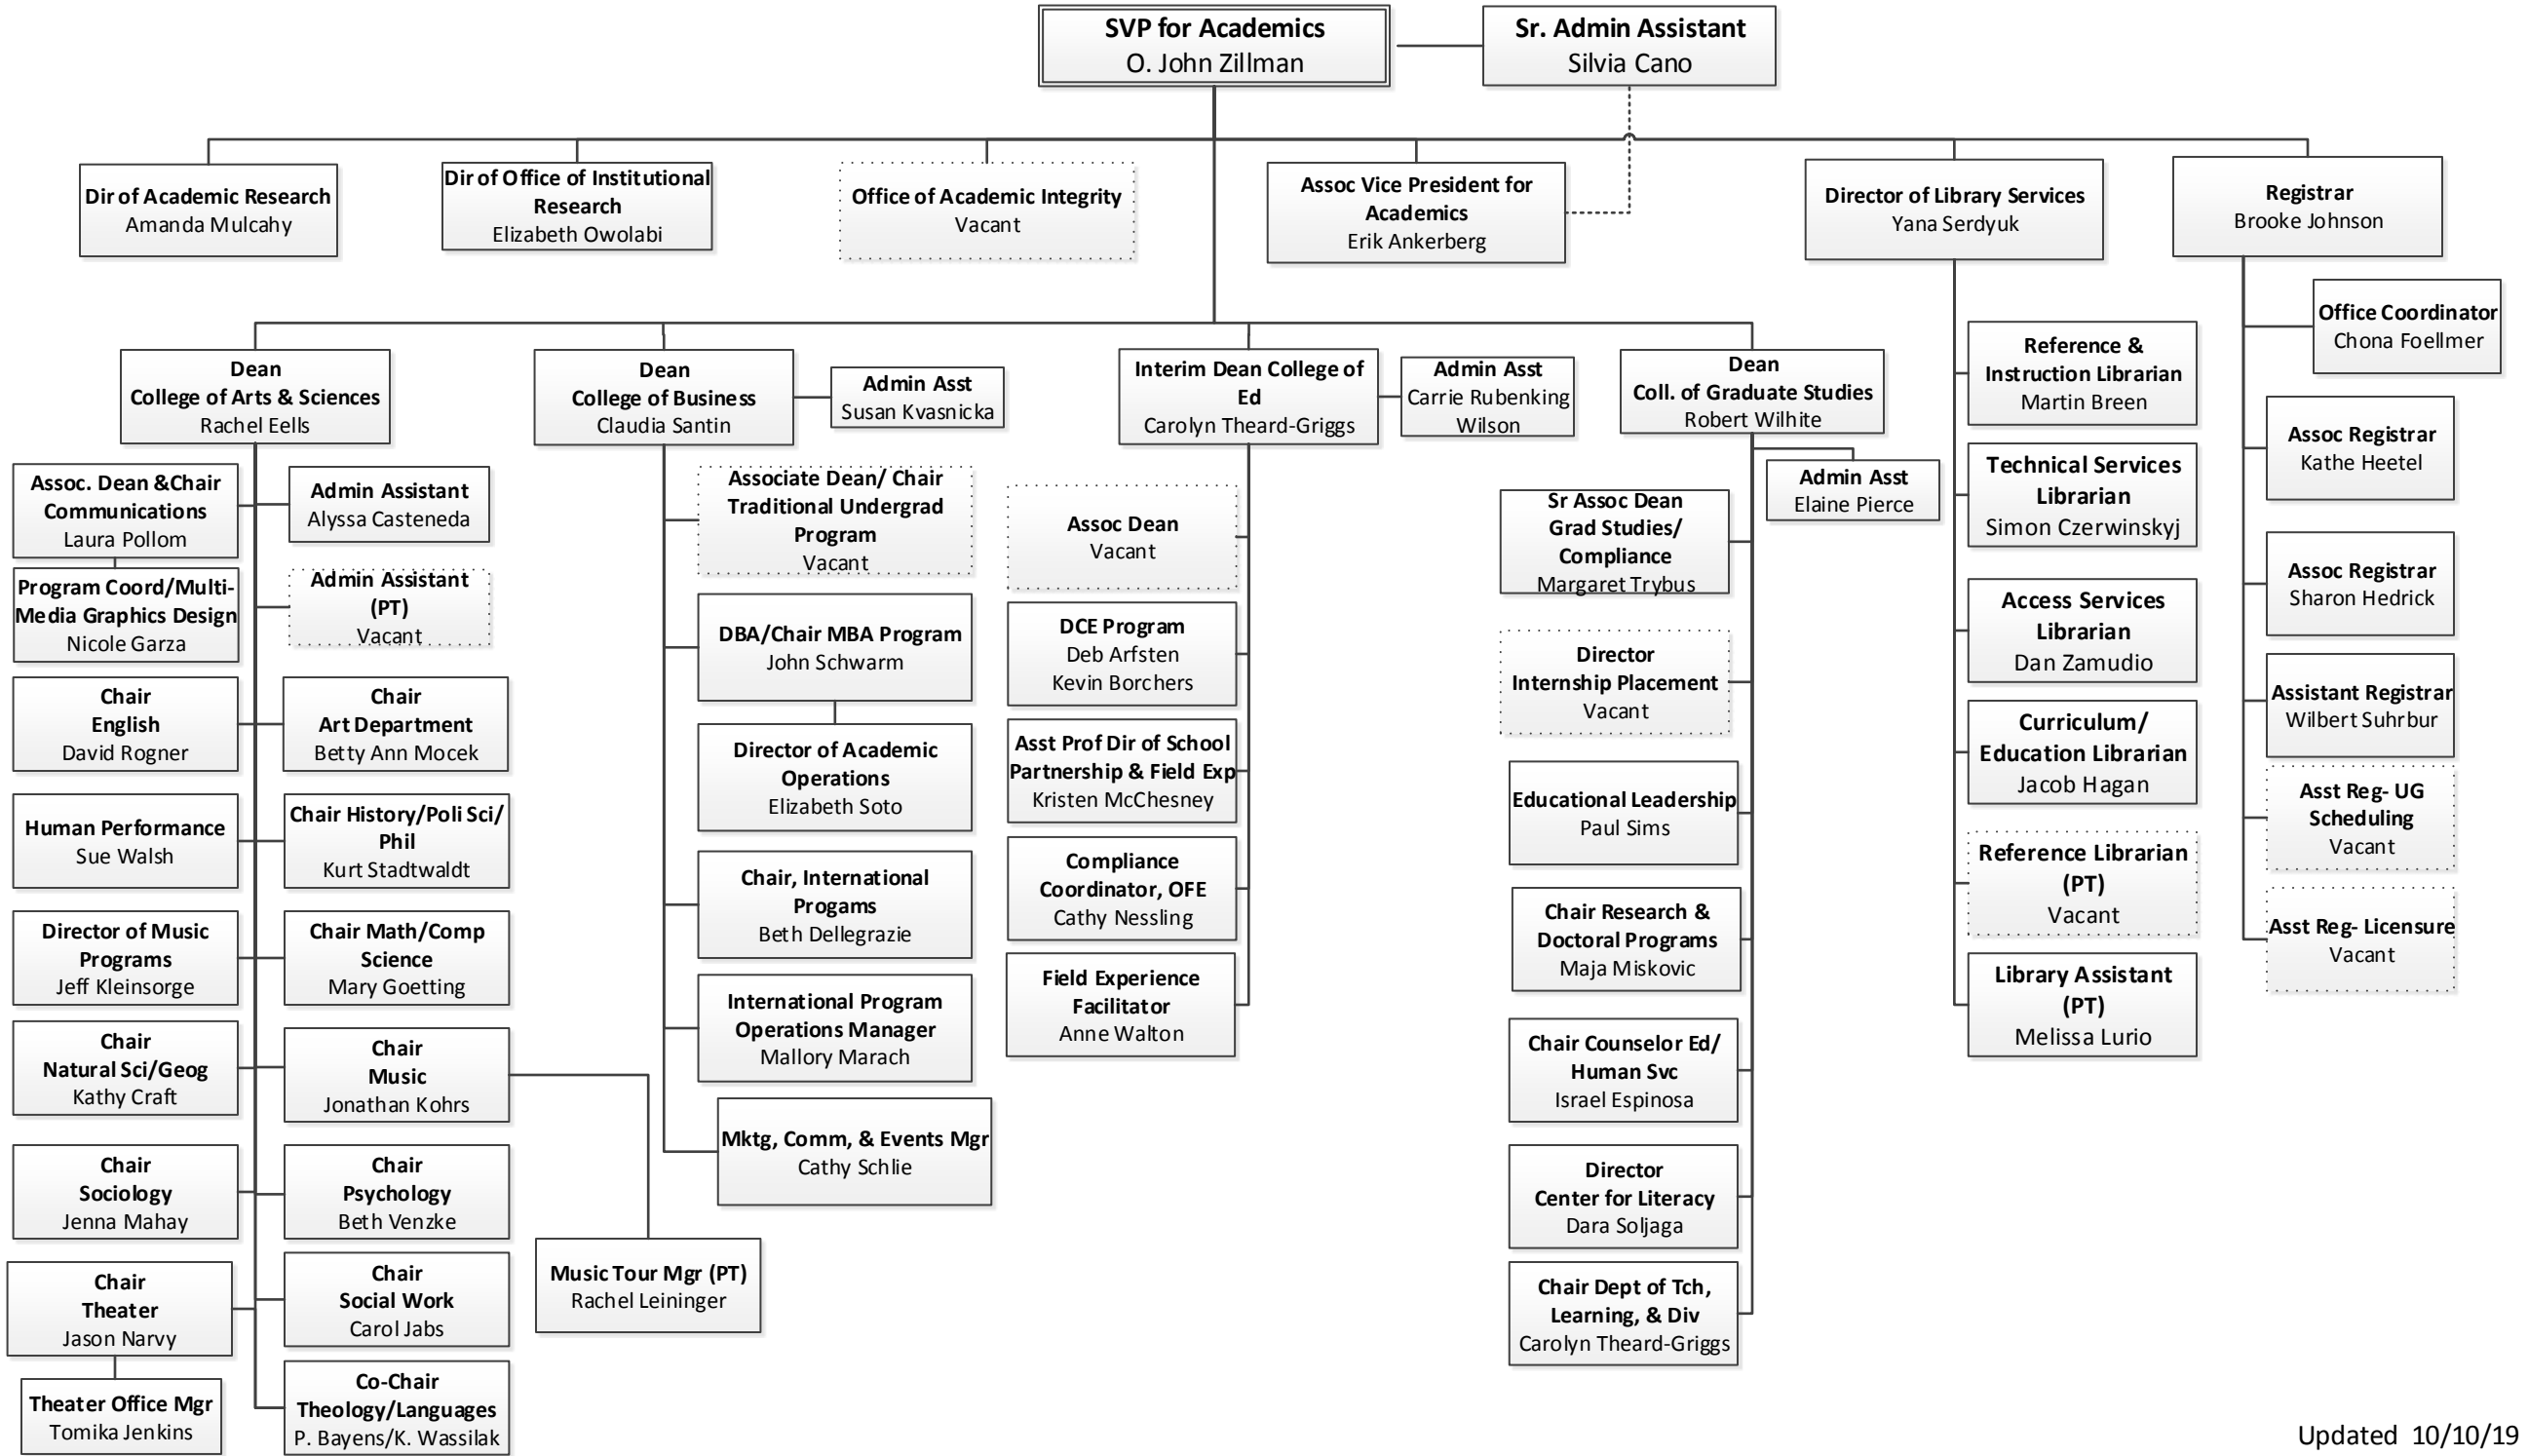 SVP for Academics
O. John Zillman
Sr. Admin Assistant
Silvia Cano
Dir of Academic Research
Amanda Mulcahy
Dir of Office of Institutional
Research
Elizabeth Owolabi
Office of Academic Integrity
Vacant
Assoc Vice President for
Academics
Erik Ankerberg
Director of Library Services
Yana Serdyuk
Registrar
Brooke Johnson
Dean
College of Arts & Sciences
Rachel Eells
Assoc. Dean &Chair
Communications
Laura Pollom
Admin Assistant
Alyssa Casteneda
Program Coord/Multi-
Media Graphics Design
Nicole Garza
Admin Assistant
(PT)
Vacant
Chair
English
David Rogner
Chair
Art Department
Betty Ann Mocek
Human Performance
Sue Walsh
Chair History/Poli Sci/
Phil
Kurt Stadtwaldt
Director of Music
Programs
Jeff Kleinsorge
Chair Math/Comp
Science
Mary Goetting
Chair
Natural Sci/Geog
Kathy Craft
Chair
Music
Jonathan Kohrs
Chair
Sociology
Jenna Mahay
Chair
Psychology
Beth Venzke
Chair
Theater
Jason Narvy
Chair
Social Work
Carol Jabs
Theater Office Mgr
Tomika Jenkins
Co-Chair
Theology/Languages
P. Bayens/K. Wassilak
Music Tour Mgr (PT)
Rachel Leininger
Dean
College of Business
Claudia Santin
Admin Asst
Susan Kvasnicka
Associate Dean/ Chair
Traditional Undergrad
Program
Vacant
DBA/Chair MBA Program
John Schwarm
Director of Academic
Operations
Elizabeth Soto
Chair, International
Progams
Beth Dellegrazie
International Program
Operations Manager
Mallory Marach
Mktg, Comm, & Events Mgr
Cathy Schlie
Interim Dean College of
Ed
Carolyn Theard-Griggs
Admin Asst
Carrie Rubenking
Wilson
Assoc Dean
Vacant
DCE Program
Deb Arfsten
Kevin Borchers
Asst Prof Dir of School
Partnership & Field Exp
Kristen McChesney
Compliance
Coordinator, OFE
Cathy Nessling
Field Experience
Facilitator
Anne Walton
Dean
Coll. of Graduate Studies
Robert Wilhite
Admin Asst
Elaine Pierce
Sr Assoc Dean
Grad Studies/
Compliance
Margaret Trybus
Director
Internship Placement
Vacant
Educational Leadership
Paul Sims
Chair Research &
Doctoral Programs
Maja Miskovic
Chair Counselor Ed/
Human Svc
Israel Espinosa
Director
Center for Literacy
Dara Soljaga
Chair Dept of Tch,
Learning, & Div
Carolyn Theard-Griggs
Reference &
Instruction Librarian
Martin Breen
Technical Services
Librarian
Simon Czerwinskyj
Access Services
Librarian
Dan Zamudio
Curriculum/
Education Librarian
Jacob Hagan
Reference Librarian
(PT)
Vacant
Library Assistant
(PT)
Melissa Lurio
Office Coordinator
Chona Foellmer
Assoc Registrar
Kathe Heetel
Assoc Registrar
Sharon Hedrick
Assistant Registrar
Wilbert Suhrbur
Asst Reg- UG
Scheduling
Vacant
Asst Reg- Licensure
Vacant
Updated 10/10/19